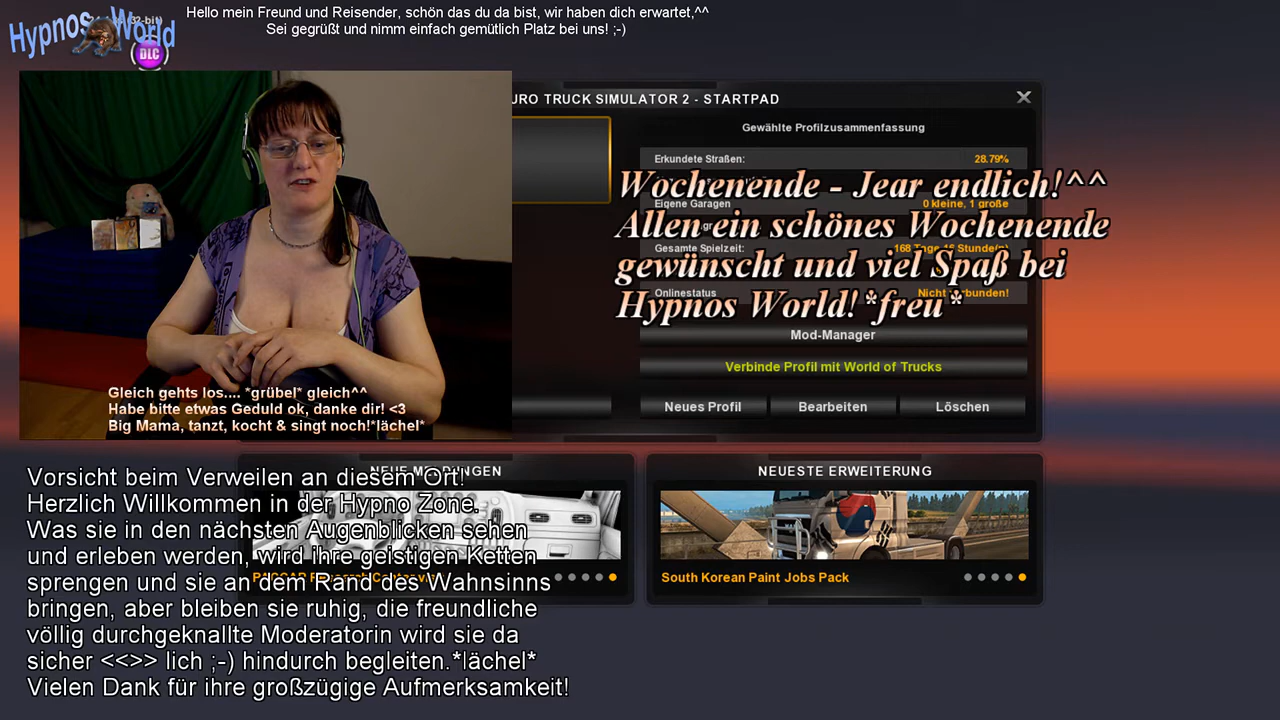 Hypnos World
(32-bit)
DLC
Hello mein Freund und Reisender, schön das du da bist, wir haben dich erwartet,^^
Sei gegrüßt und nimm einfach gemütlich Platz bei uns! ;-)
URO TRUCK SIMULATOR 2 - STARTPAD
Gewählte Profilzusammenfassung
Erkundete Straßen: 28.79%
Wochenende - Jear endlich!^^
Eigene Garagen 0 kleine, 1 große
Allen ein schönes Wochenende
Gesamte Spielzeit: 168 Tage
gewünscht und viel Spaß bei
Onlinestatus
Hypnos World!*freu*
Mod-Manager
Verbinde Profil mit World of Trucks
Neues Profil Bearbeiten Löschen
Gleich gehts los.... *grübel* gleich^^
Habe bitte etwas Geduld ok, danke dir! <3
Big Mama, tanzt, kocht & singt noch!*lächel*
NEUESTE ERWEITERUNG
South Korean Paint Jobs Pack
Vorsicht beim Verweilen an diesem Ort!
Herzlich Willkommen in der Hypno Zone.
Was sie in den nächsten Augenblicken sehen
und erleben werden, wird ihre geistigen Ketten
sprengen und sie an dem Rand des Wahnsinns
bringen, aber bleiben sie ruhig, die freundliche
völlig durchgeknallte Moderatorin wird sie da
sicher <<>> lich ;-) hindurch begleiten.*lächel*
Vielen Dank für ihre großzügige Aufmerksamkeit!